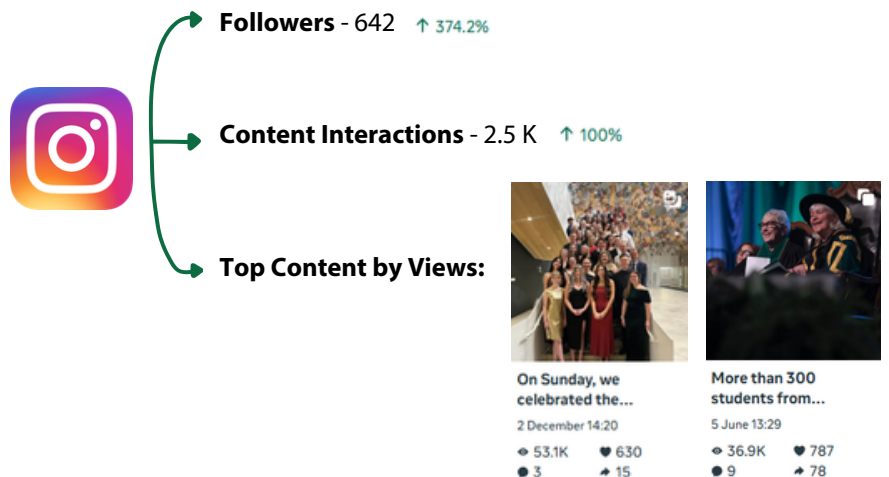 Followers - 642 ↑ 374.2%
Content Interactions - 2.5 K ↑ 100%
Top Content by Views:
On Sunday, we
celebrated the...
2 December 14:20
53.1K 630
3 15
More than 300
students from...
5 June 13:29
36.9K 787
9 78